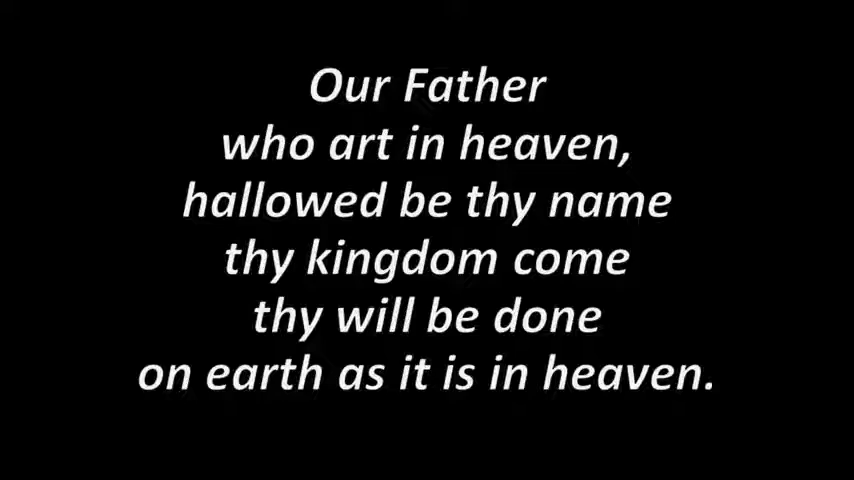 Our Father
who art in heaven,
hallowed be thy name
thy kingdom come
thy will be done
on earth as it is in heaven.